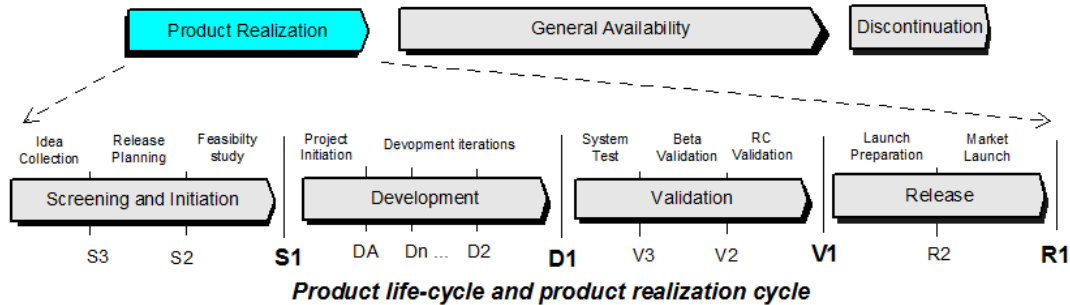 Product Realization
General Availability
Discontinuation
Idea
Collection
Release
Planning
Feasibilty
study
Project
Initiation
Devopment iterations
System
Test
Beta
Validation
RC
Validation
Launch
Preparation
Market
Launch
Screening and Initiation
Development
Validation
Release
S3
S2
S1
DA
Dn ...
D2
D1
V3
V2
V1
R2
R1
Product life-cycle and product realization cycle